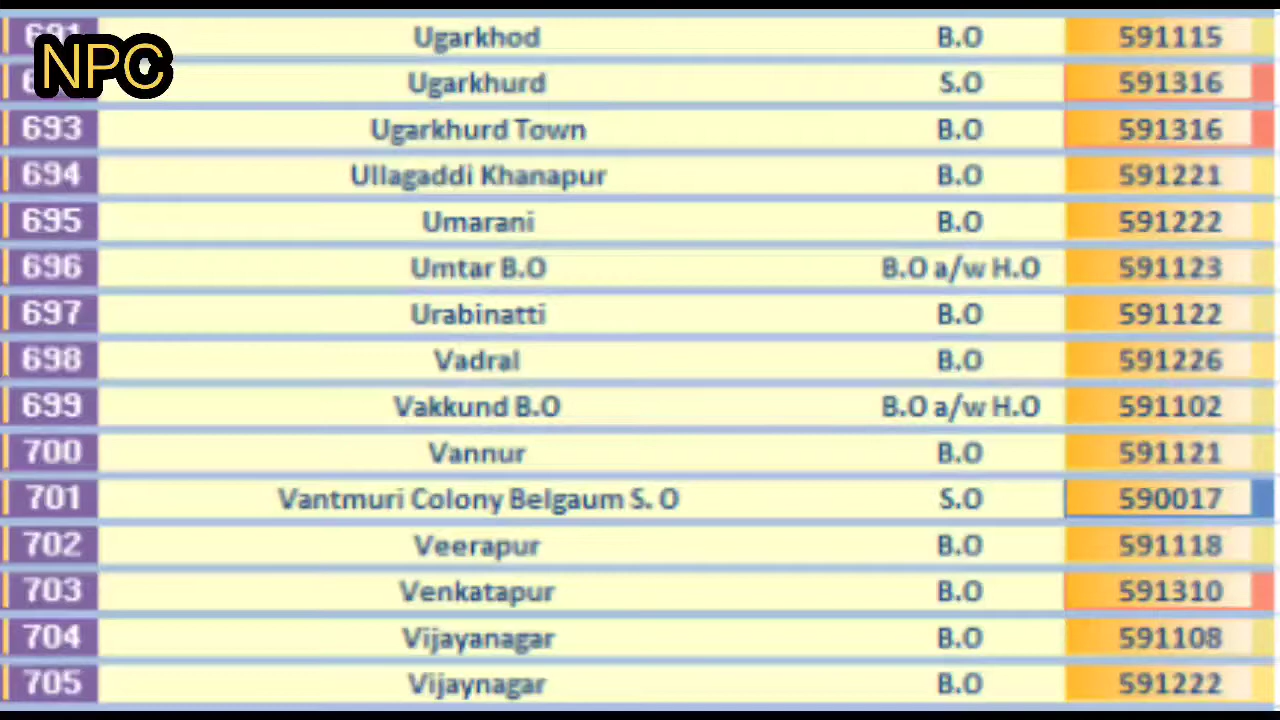 691 Ugarkhod B.O 591115
NPC
Ugarkhurd S.O 591316
693 Ugarkhurd Town B.O 591316
694 Ullagaddi Khanapur B.O 591221
695 Umarani B.O 591222
696 Umtar B.O B.O a/w H.O 591123
697 Urabinatti B.O 591122
698 Vadral B.O 591226
699 Vakkund B.O B.O a/w H.O 591102
700 Vannur B.O 591121
701 Vantmuri Colony Belgaum S. O S.O 590017
702 Veerapur B.O 591118
703 Venkatapur B.O 591310
704 Vijayanagar B.O 591108
705 Vijaynagar B.O 591222